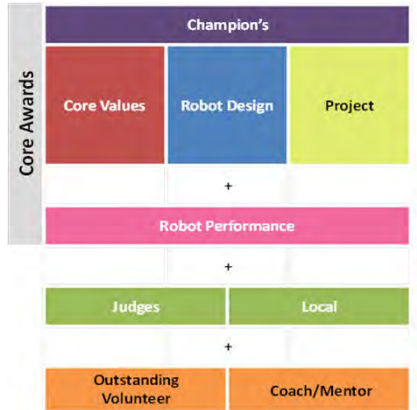 Champion's
Core Awards
Core Values Robot Design Project
+
Robot Performance
+
Judges Local
+
Outstanding
Volunteer
Coach/Mentor